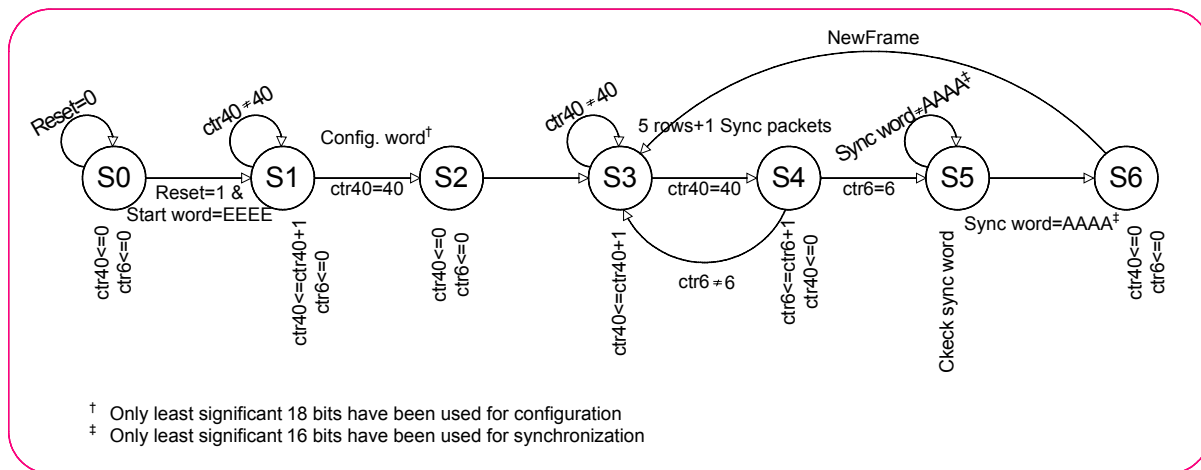 NewFrame
Reset=0
ctr40≠40
ctr40≠40
Sync word≠AAAA‡
Config. word†
5 rows+1 Sync packets
S0
S1
S2
S3
S4
S5
S6
Reset=1 &
Start word=EEEE
ctr40=40
ctr40=40
ctr6=6
Sync word=AAAA‡
ctr6≠6
ctr40<=0
ctr6<=0
ctr40<=ctr40+1
ctr6<=0
ctr40<=0
ctr6<=0
ctr40<=ctr40+1
ctr6<=ctr6+1
ctr40<=0
Ckeck sync word
ctr40<=0
ctr6<=0
† Only least significant 18 bits have been used for configuration
‡ Only least significant 16 bits have been used for synchronization